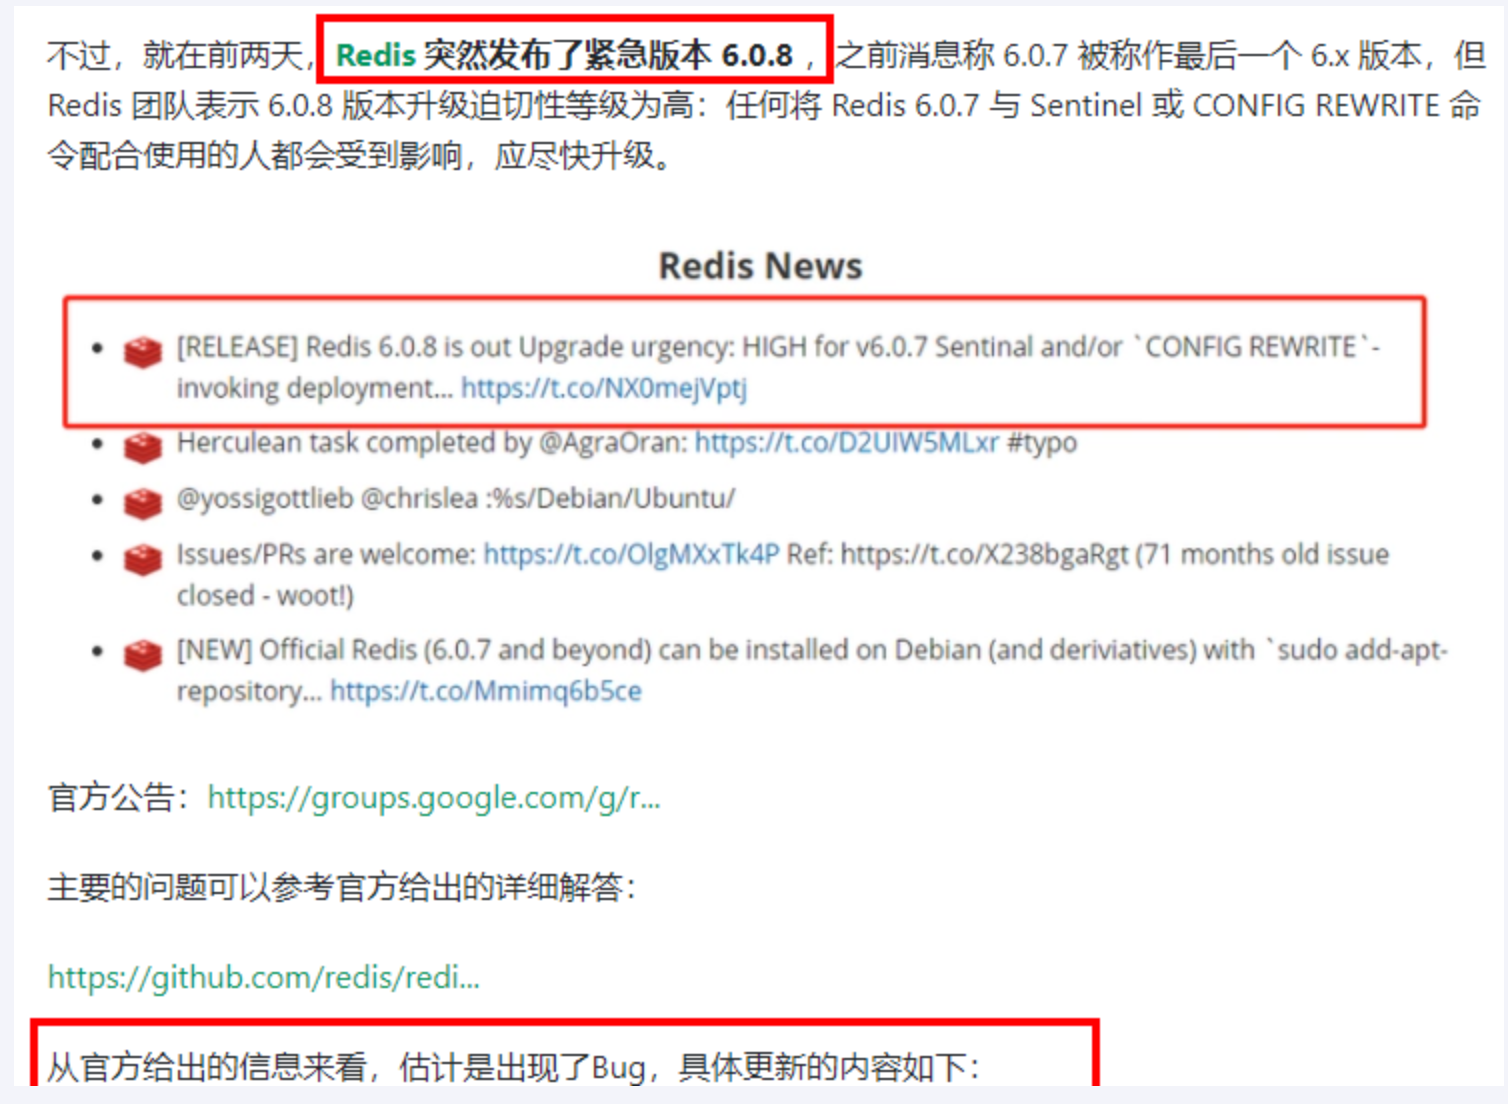 不过，就在前两天，Redis 突然发布了紧急版本 6.0.8 ，之前消息称 6.0.7 被称作最后一个 6.x 版本，但
Redis 团队表示 6.0.8 版本升级迫切性等级为高：任何将 Redis 6.0.7 与 Sentinel 或 CONFIG REWRITE 命
令配合使用的人都会受到影响，应尽快升级。
Redis News
[RELEASE] Redis 6.0.8 is out Upgrade urgency: HIGH for v6.0.7 Sentinal and/or `CONFIG REWRITE`-
invoking deployment... https://t.co/NX0mejVptj
Herculean task completed by @AgraOran: https://t.co/D2UIW5MLxr #typo
@yossigottlieb @chrislea :%s/Debian/Ubuntu/
Issues/PRs are welcome: https://t.co/OlgMXxTk4P Ref: https://t.co/X238bgaRgt (71 months old issue
closed - woot!)
[NEW] Official Redis (6.0.7 and beyond) can be installed on Debian (and deriviatives) with `sudo add-apt-
repository... https://t.co/Mmimq6b5ce
官方公告：https://groups.google.com/g/r...
主要的问题可以参考官方给出的详细解答：
https://github.com/redis/redi...
从官方给出的信息来看，估计是出现了Bug，具体更新的内容如下：